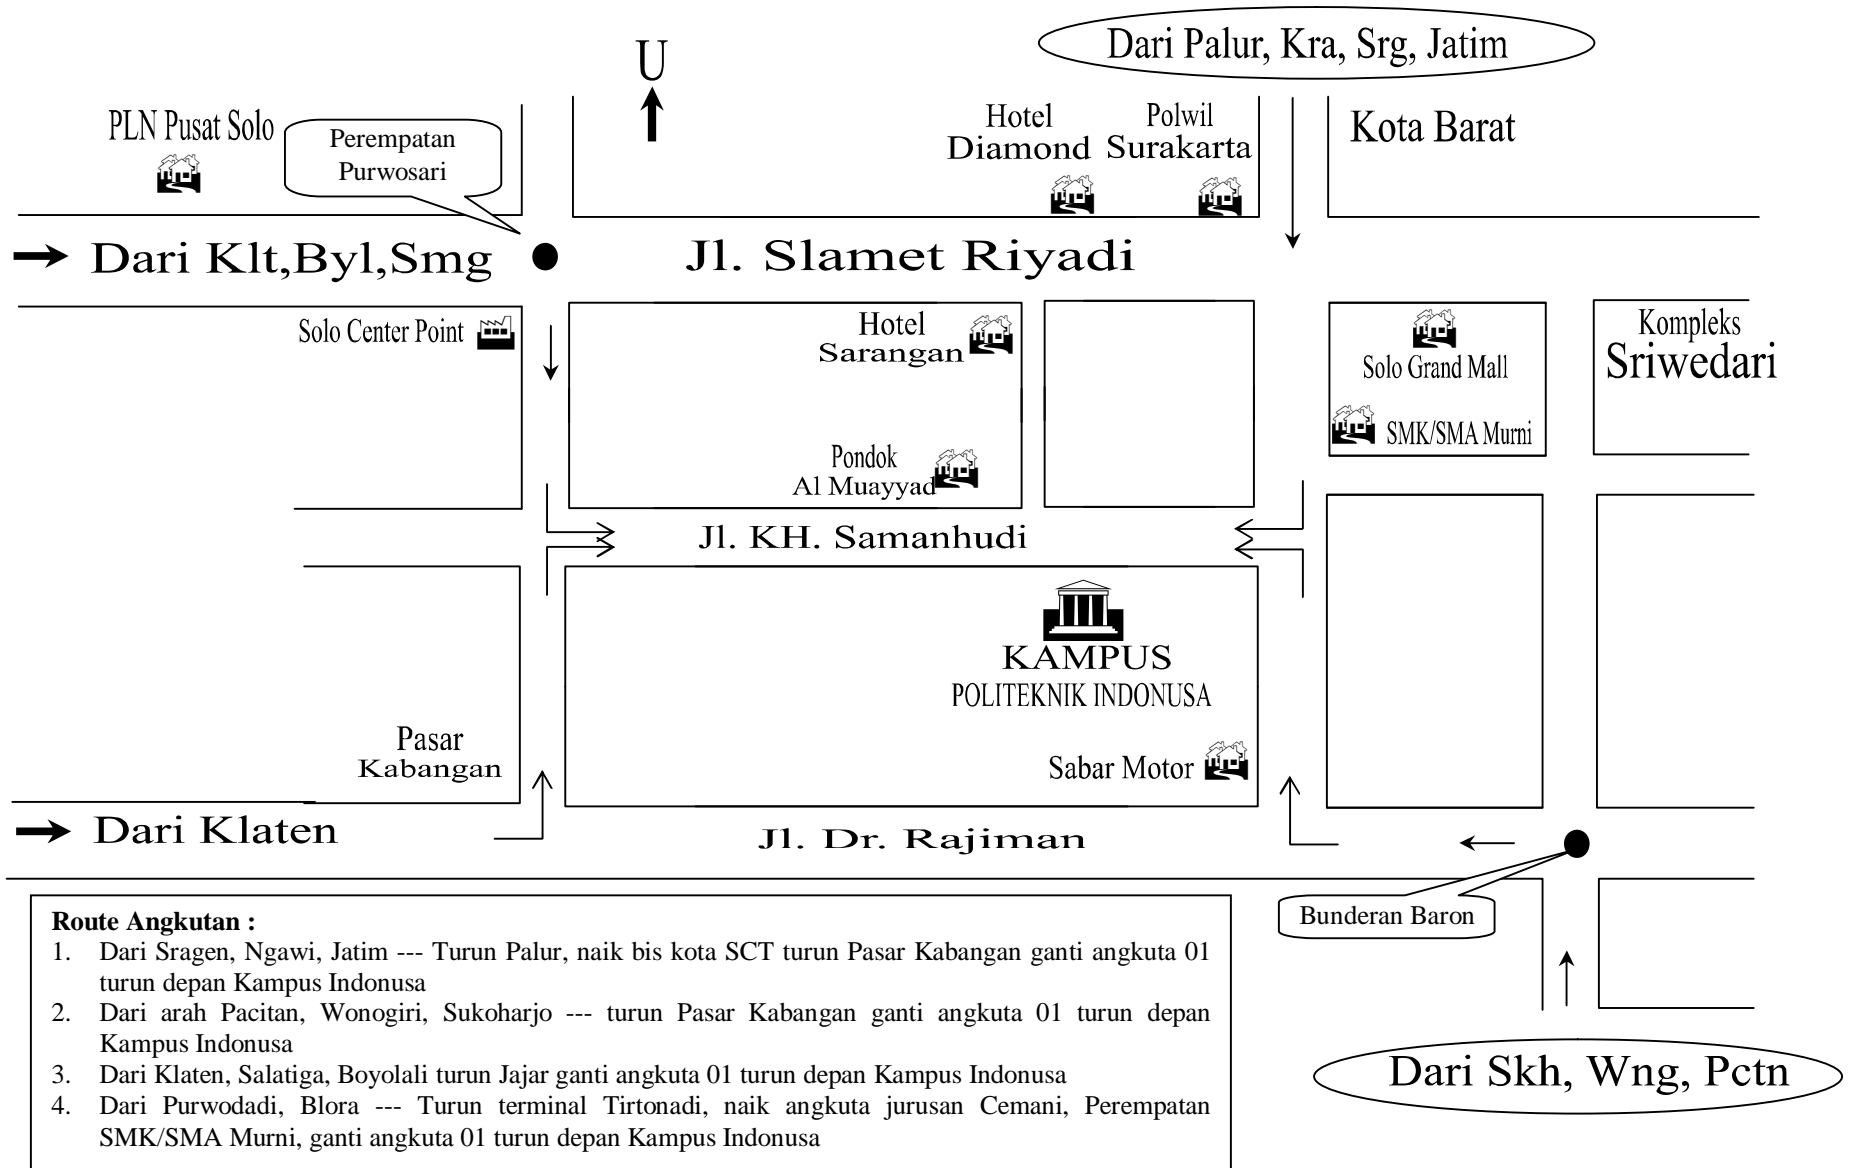 Dari Palur, Kra, Srg, Jatim
U
PLN Pusat Solo
Perempatan
Purwosari
Hotel
Diamond
Polwil
Surakarta
Kota Barat
Dari Klt,Byl,Smg
Jl. Slamet Riyadi
Solo Center Point
Hotel
Sarangan
Solo Grand Mall
Kompleks
Sriwedari
SMK/SMA Murni
Pondok
Al Muayyad
Jl. KH. Samanhudi
KAMPUS
POLITEKNIK INDONUSA
Pasar
Kabangan
Sabar Motor
Dari Klaten
Jl. Dr. Rajiman
Bunderan Baron
Route Angkutan :
1. Dari Sragen, Ngawi, Jatim --- Turun Palur, naik bis kota SCT turun Pasar Kabangan ganti angkuta 01
turun depan Kampus Indonusa
2. Dari arah Pacitan, Wonogiri, Sukoharjo --- turun Pasar Kabangan ganti angkuta 01 turun depan
Kampus Indonusa
3. Dari Klaten, Salatiga, Boyolali turun Jajar ganti angkuta 01 turun depan Kampus Indonusa
4. Dari Purwodadi, Blora --- Turun terminal Tirtonadi, naik angkuta jurusan Cemani, Perempatan
SMK/SMA Murni, ganti angkuta 01 turun depan Kampus Indonusa
Dari Skh, Wng, Pctn